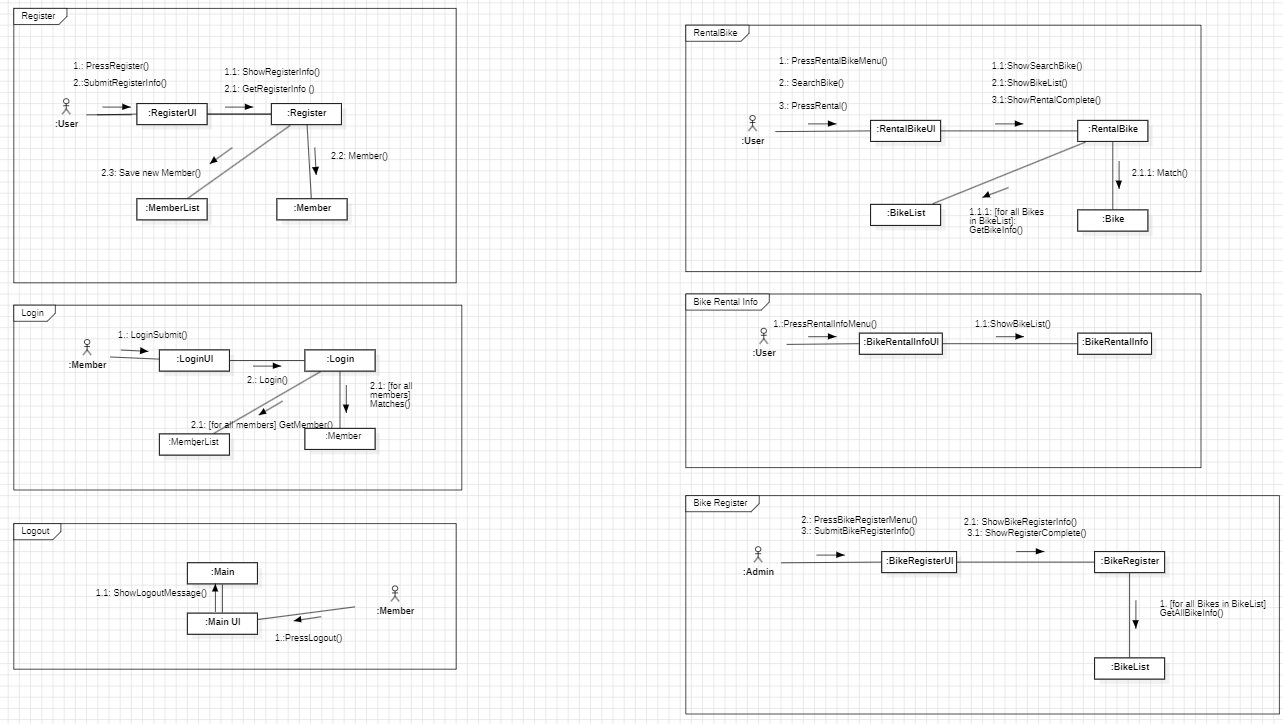 Register
1.: PressRegister()
2.:SubmitRegisterInfo()
1.1: ShowRegisterInfo()
2.1: GetRegisterInfo ()
:User
:RegisterUI
:Register
2.2: Member()
2.3: Save new Member()
:MemberList
:Member
Login
1.: LoginSubmit()
:Member
:LoginUI
:Login
2.: Login()
2.1: [for all
members]
Matches()
2.1: [for all members] GetMember()
:MemberList
:Member
Logout
:Main
1.1: ShowLogoutMessage()
:Main UI
:Member
1.:PressLogout()
RentalBike
1.: PressRentalBikeMenu()
2.: SearchBike()
3.: PressRental()
1.1:ShowSearchBike()
2.1:ShowBikeList()
3.1:ShowRentalComplete()
:User
:RentalBikeUI
:RentalBike
2.1.1: Match()
:BikeList
1.1.1: [for all Bikes
in BikeList]:
GetBikeInfo()
:Bike
Bike Rental Info
1.:PressRentalInfoMenu()
1.1:ShowBikeList()
:User
:BikeRentalInfoUI
:BikeRentalInfo
Bike Register
2.: PressBikeRegisterMenu()
3.: SubmitBikeRegisterInfo()
2.1: ShowBikeRegisterInfo()
3.1: ShowRegisterComplete()
:Admin
:BikeRegisterUI
:BikeRegister
1. [for all Bikes in BikeList]
GetAllBikeInfo()
:BikeList